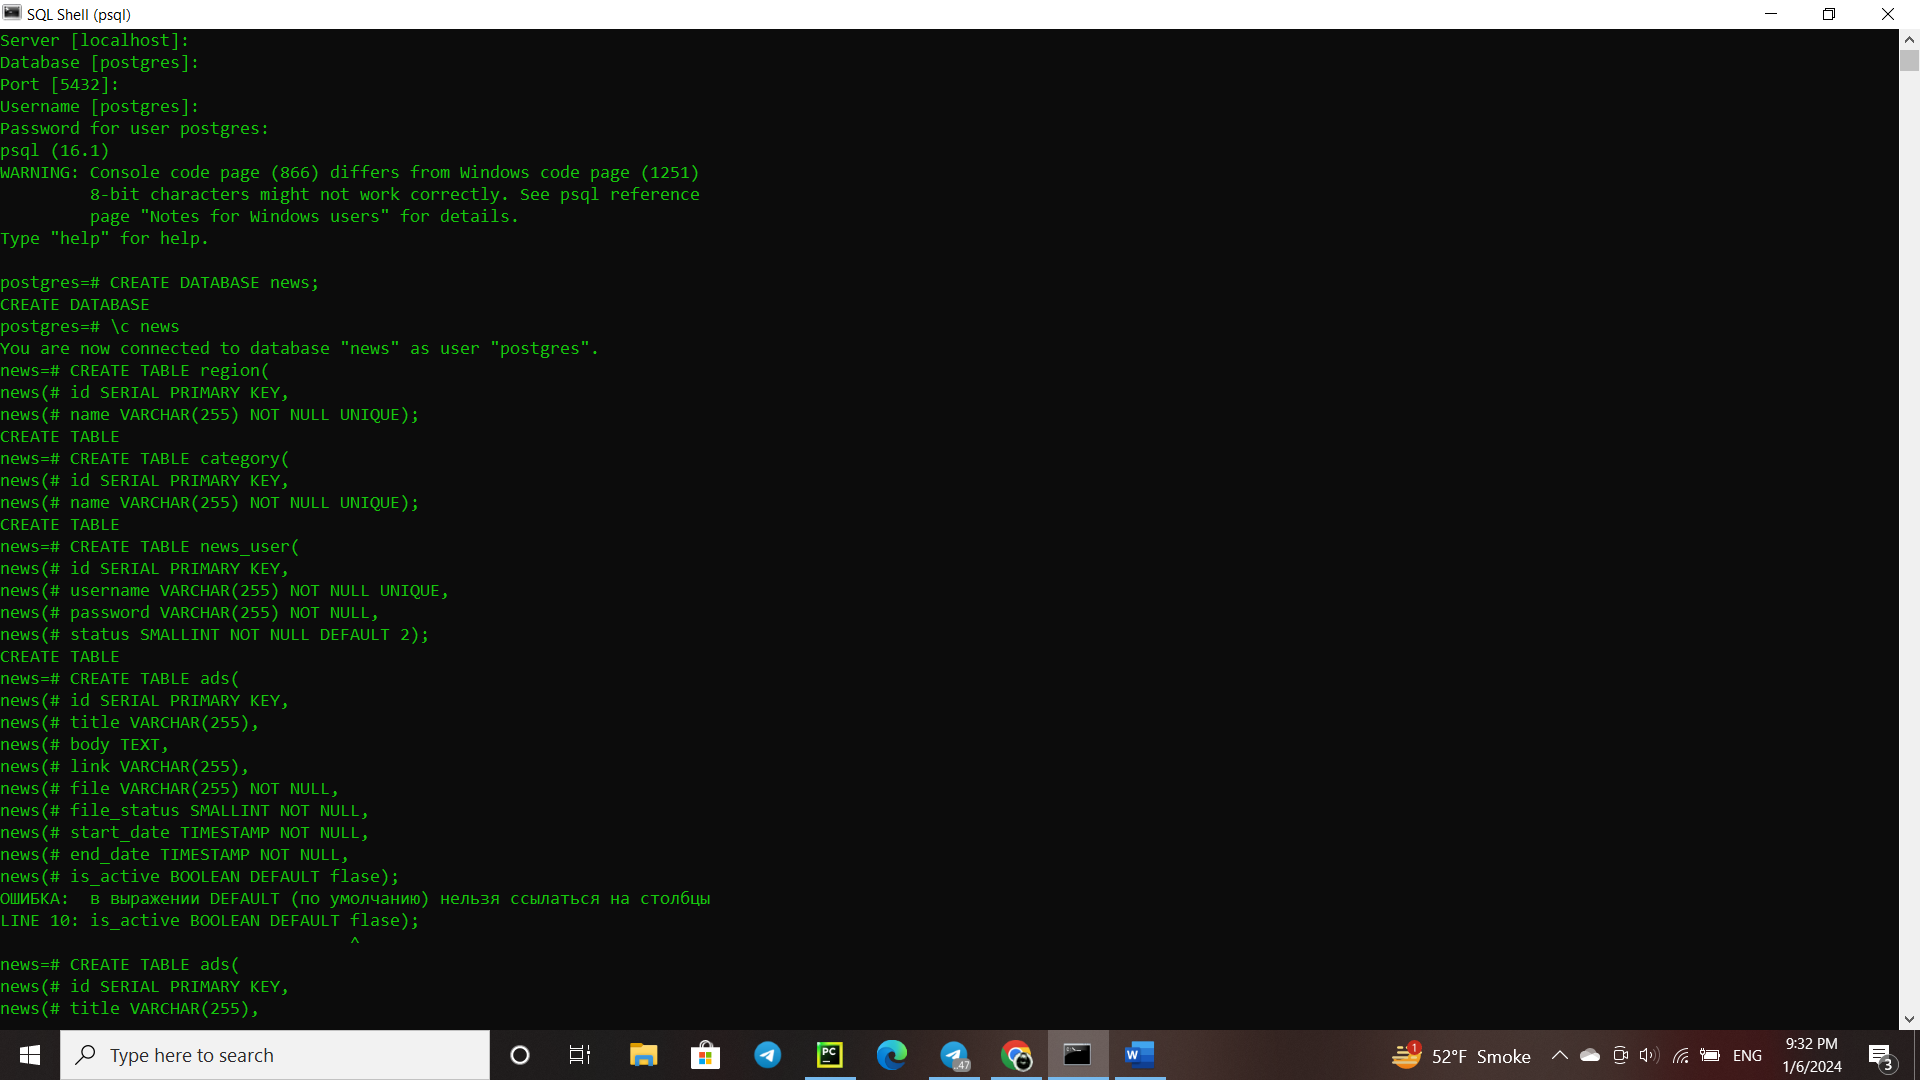 SQL Shell (psql)
Server [localhost]:
Database [postgres]:
Port [5432]:
Username [postgres]:
Password for user postgres:
psql (16.1)
WARNING: Console code page (866) differs from Windows code page (1251)
         8-bit characters might not work correctly. See psql reference
         page "Notes for Windows users" for details.
Type "help" for help.

postgres=# CREATE DATABASE news;
CREATE DATABASE
postgres=# \c news
You are now connected to database "news" as user "postgres".
news=# CREATE TABLE region(
news(# id SERIAL PRIMARY KEY,
news(# name VARCHAR(255) NOT NULL UNIQUE);
CREATE TABLE
news=# CREATE TABLE category(
news(# id SERIAL PRIMARY KEY,
news(# name VARCHAR(255) NOT NULL UNIQUE);
CREATE TABLE
news=# CREATE TABLE news_user(
news(# id SERIAL PRIMARY KEY,
news(# username VARCHAR(255) NOT NULL UNIQUE,
news(# password VARCHAR(255) NOT NULL,
news(# status SMALLINT NOT NULL DEFAULT 2);
CREATE TABLE
news=# CREATE TABLE ads(
news(# id SERIAL PRIMARY KEY,
news(# title VARCHAR(255),
news(# body TEXT,
news(# link VARCHAR(255),
news(# file VARCHAR(255) NOT NULL,
news(# file_status SMALLINT NOT NULL,
news(# start_date TIMESTAMP NOT NULL,
news(# end_date TIMESTAMP NOT NULL,
news(# is_active BOOLEAN DEFAULT flase);
ОШИБКА:  в выражении DEFAULT (по умолчанию) нельзя ссылаться на столбцы
LINE 10: is_active BOOLEAN DEFAULT flase);
                                   ^
news=# CREATE TABLE ads(
news(# id SERIAL PRIMARY KEY,
news(# title VARCHAR(255),
Type here to search
PC
..47
W
1
52°F Smoke
ENG
9:32 PM
1/6/2024
3